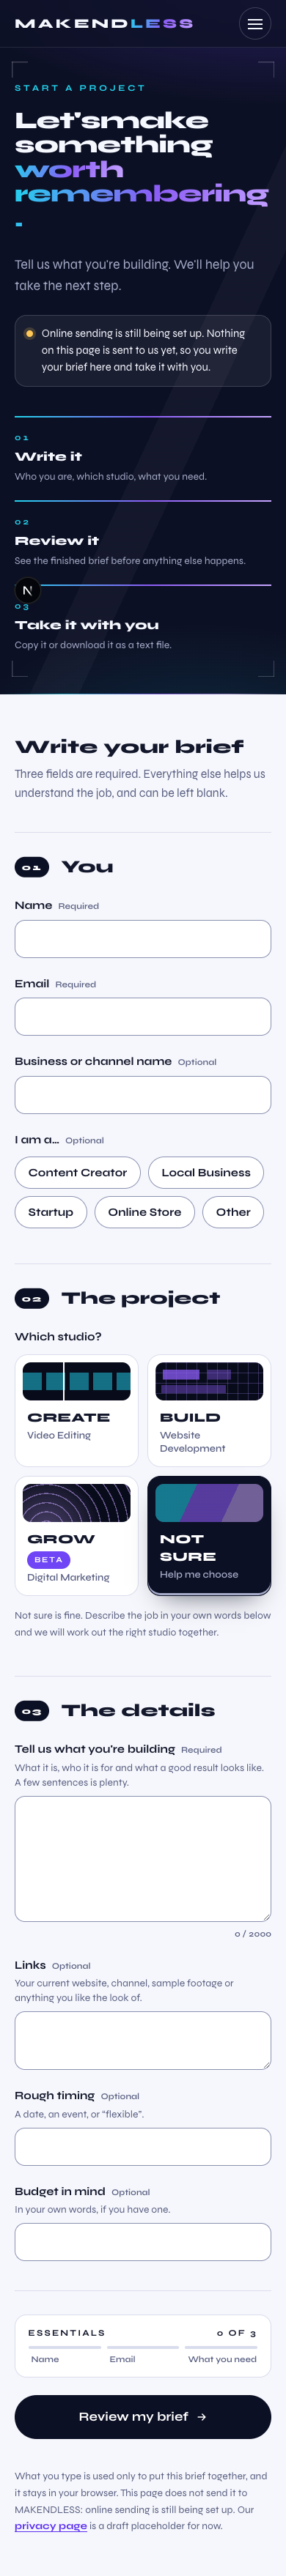 MAKENDLESS
START A PROJECT
Let'smake
something
worth
remembering
.
Tell us what you're building. We'll help you
take the next step.
Online sending is still being set up. Nothing
on this page is sent to us yet, so you write
your brief here and take it with you.
01
Write it
Who you are, which studio, what you need.
02
Review it
See the finished brief before anything else happens.
N
03
Take it with you
Copy it or download it as a text file.
Write your brief
Three fields are required. Everything else helps us
understand the job, and can be left blank.
01 You
Name Required
Email Required
Business or channel name Optional
I am a... Optional
Content Creator Local Business
Startup Online Store Other
02 The project
Which studio?
CREATE
Video Editing
BUILD
Website
Development
GROW
BETA
Digital Marketing
NOT
SURE
Help me choose
Not sure is fine. Describe the job in your own words below
and we will work out the right studio together.
03 The details
Tell us what you're building Required
What it is, who it is for and what a good result looks like.
A few sentences is plenty.
0 / 2000
Links Optional
Your current website, channel, sample footage or
anything you like the look of.
Rough timing Optional
A date, an event, or “flexible”.
Budget in mind Optional
In your own words, if you have one.
ESSENTIALS 0 OF 3
Name Email What you need
Review my brief →
What you type is used only to put this brief together, and
it stays in your browser. This page does not send it to
MAKENDLESS: online sending is still being set up. Our
privacy page is a draft placeholder for now.